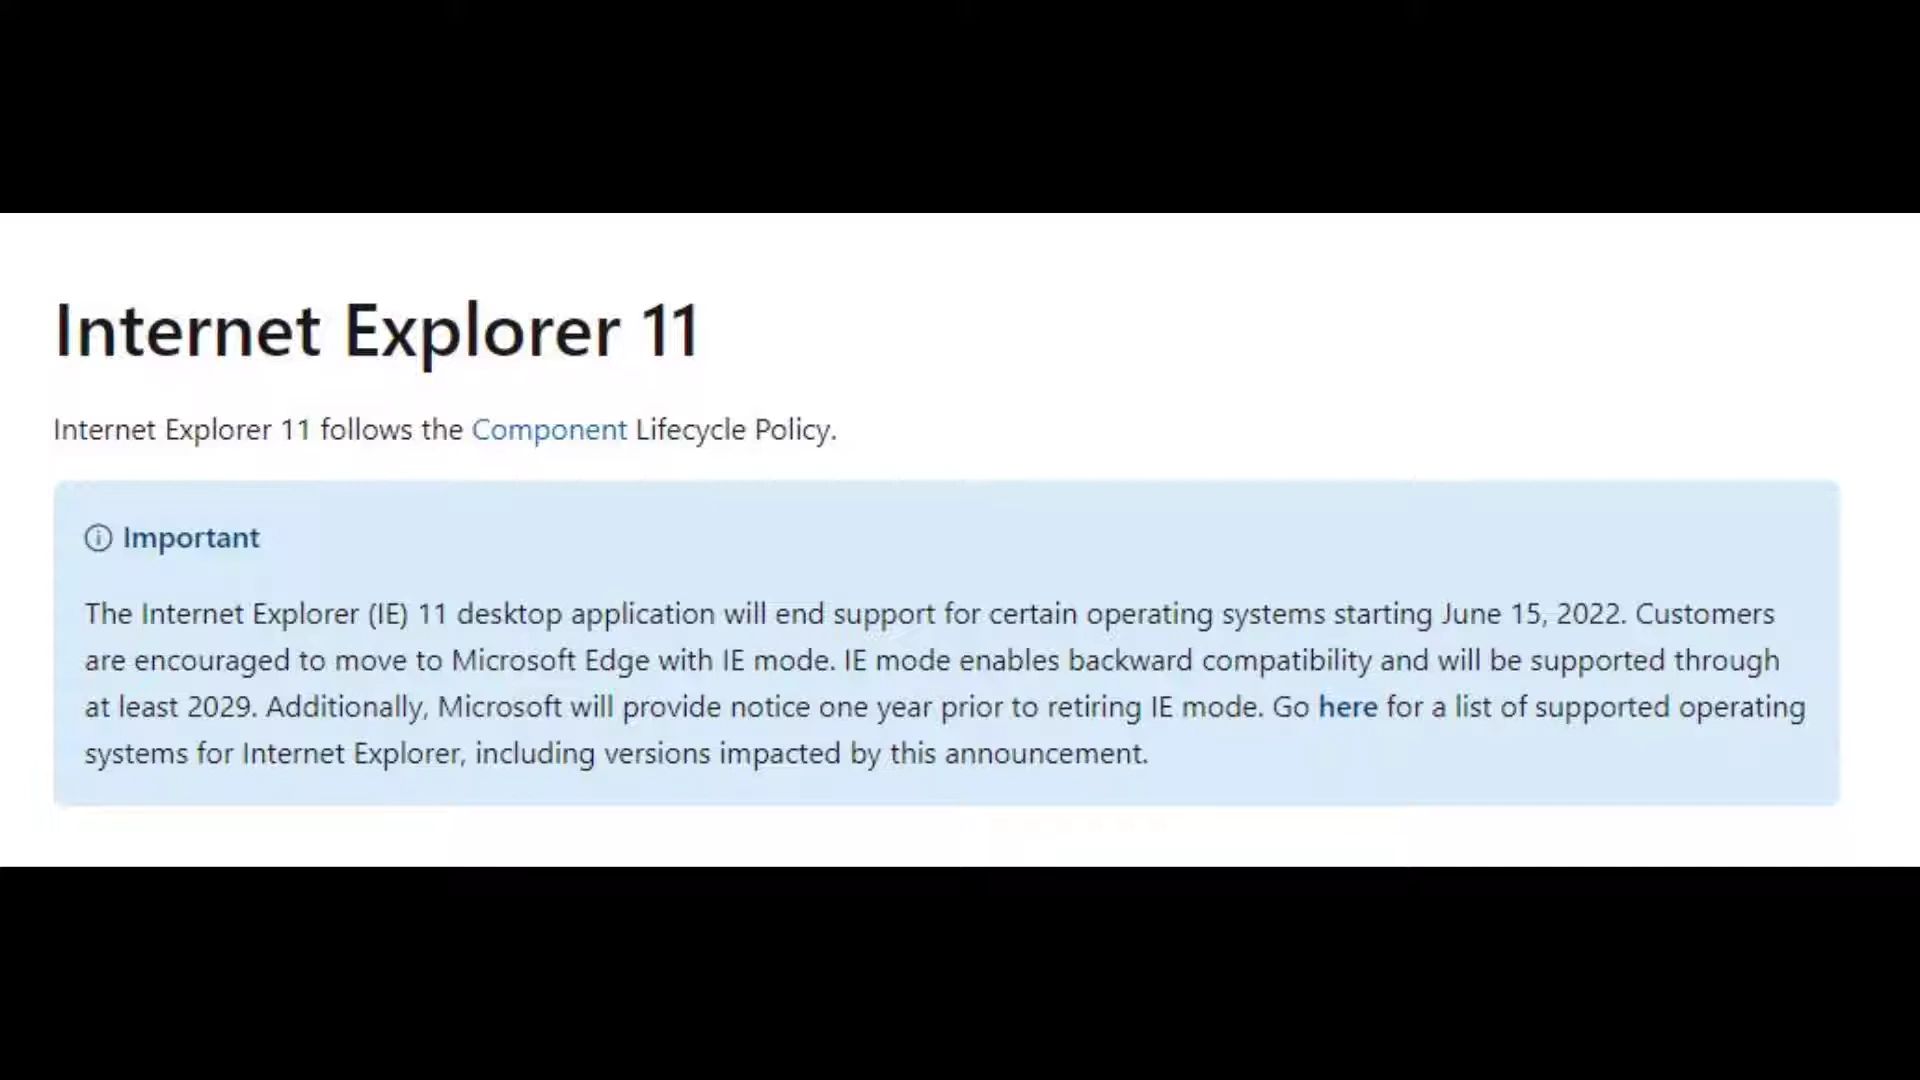 Internet Explorer 11
Internet Explorer 11 follows the Component Lifecycle Policy.
Important
The Internet Explorer (IE) 11 desktop application will end support for certain operating systems starting June 15, 2022. Customers
are encouraged to move to Microsoft Edge with IE mode. IE mode enables backward compatibility and will be supported through
at least 2029. Additionally, Microsoft will provide notice one year prior to retiring IE mode. Go here for a list of supported operating
systems for Internet Explorer, including versions impacted by this announcement.